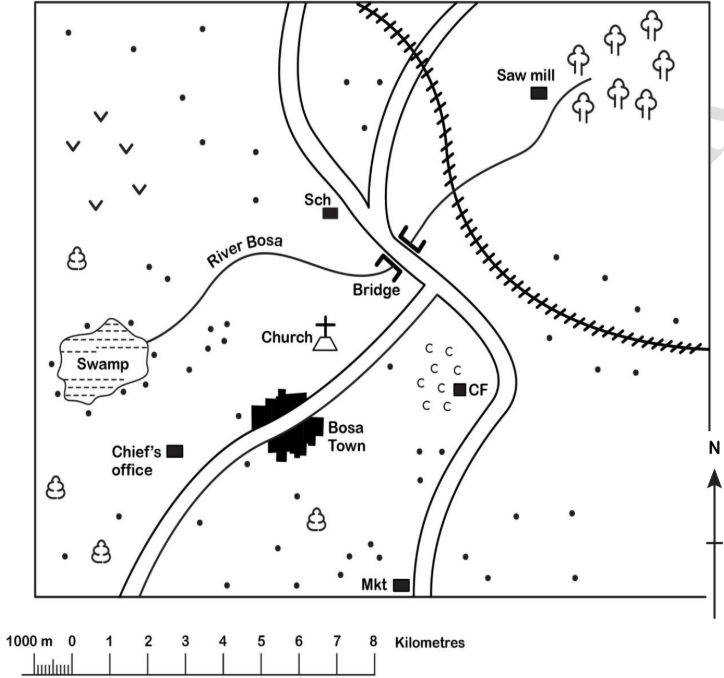 Saw mill
Sch
River Bosa
Bridge
Church
Swamp
CF
Bosa
Town
Chief's
office
N
Mkt
1000 m 0 1 2 3 4 5 6 7 8 Kilometres